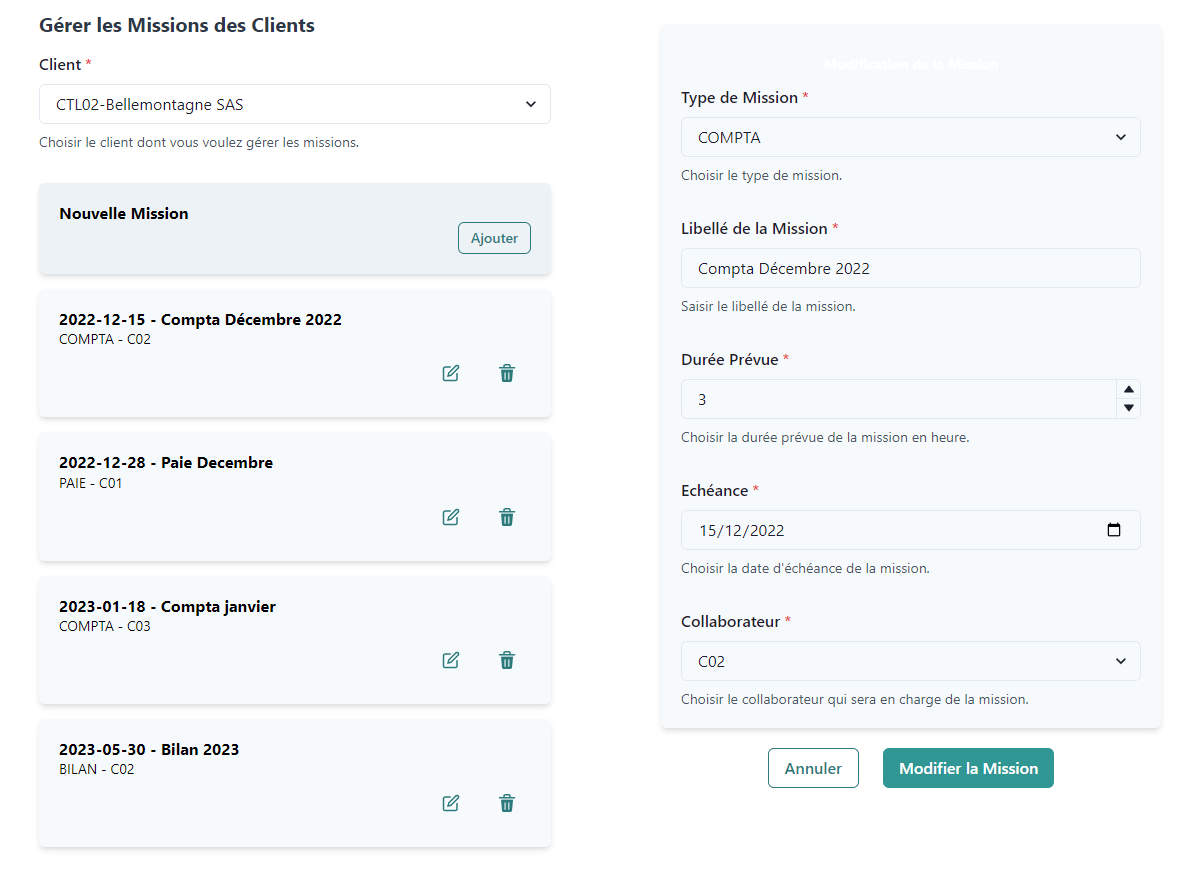 Gérer les Missions des Clients
Client *
CTL02-Bellemontagne SAS
Choisir le client dont vous voulez gérer les missions.
Nouvelle Mission
Ajouter
2022-12-15 - Compta Décembre 2022
COMPTA - C02
2022-12-28 - Paie Decembre
PAIE - C01
2023-01-18 - Compta janvier
COMPTA - C03
2023-05-30 - Bilan 2023
BILAN - C02
Modification de la Mission
Type de Mission *
COMPTA
Choisir le type de mission.
Libellé de la Mission *
Compta Décembre 2022
Saisir le libellé de la mission.
Durée Prévue *
3
Choisir la durée prévue de la mission en heure.
Echéance *
15/12/2022
Choisir la date d'échéance de la mission.
Collaborateur *
C02
Choisir le collaborateur qui sera en charge de la mission.
Annuler
Modifier la Mission